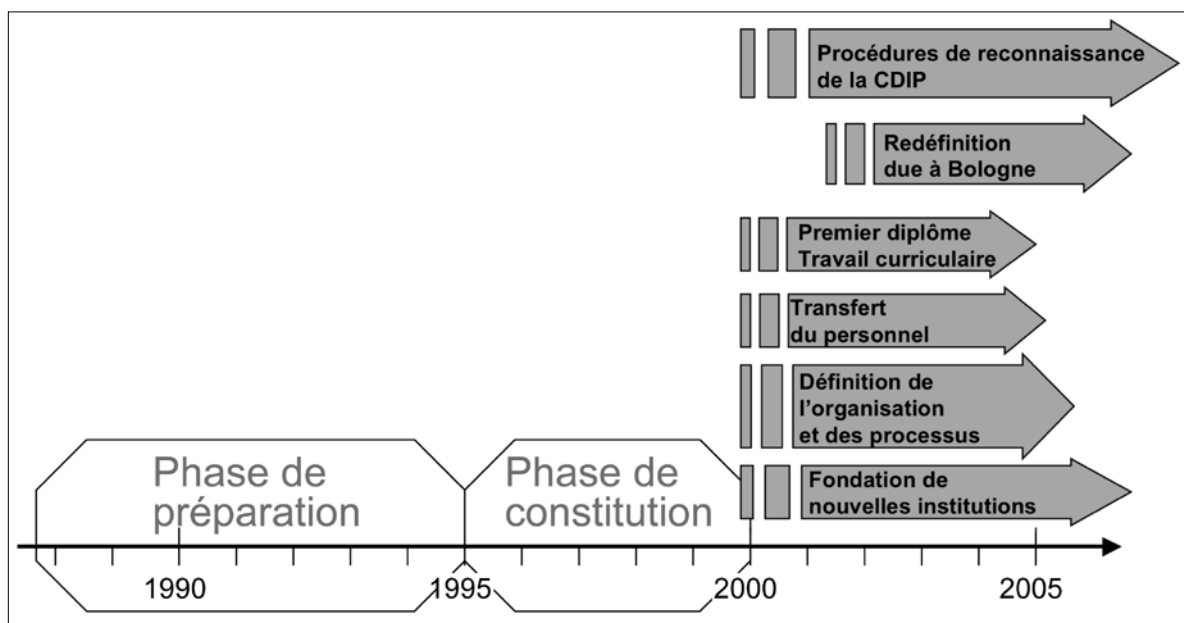 Procédures de reconnaissance
de la CDIP
Redéfinition
due à Bologne
Premier diplôme
Travail curriculaire
Transfert
du personnel
Définition de
l'organisation
et des processus
Fondation de
nouvelles institutions
Phase de
préparation
Phase de
constitution
1990
1995
2000
2005